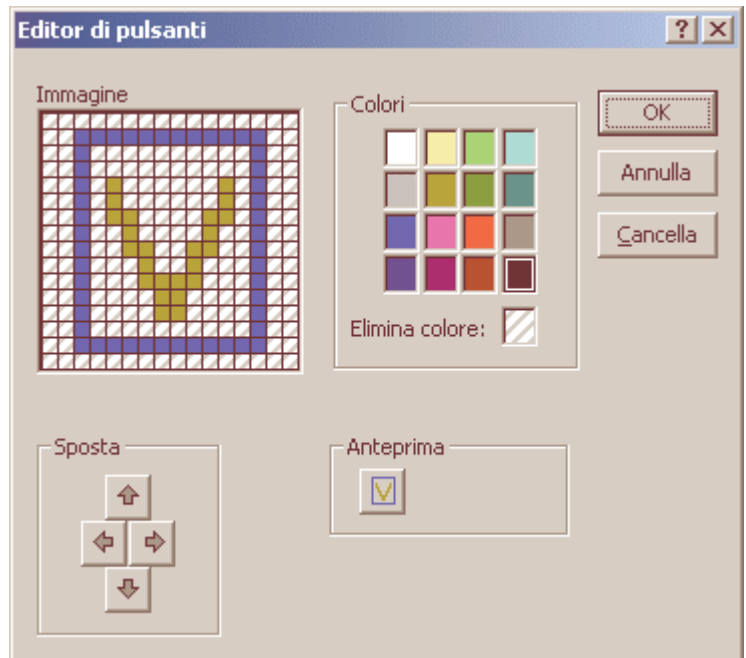 Editor di pulsanti
Immagine
Colori
OK
Annulla
Cancella
Elimina colore:
Sposta
Anteprima
V